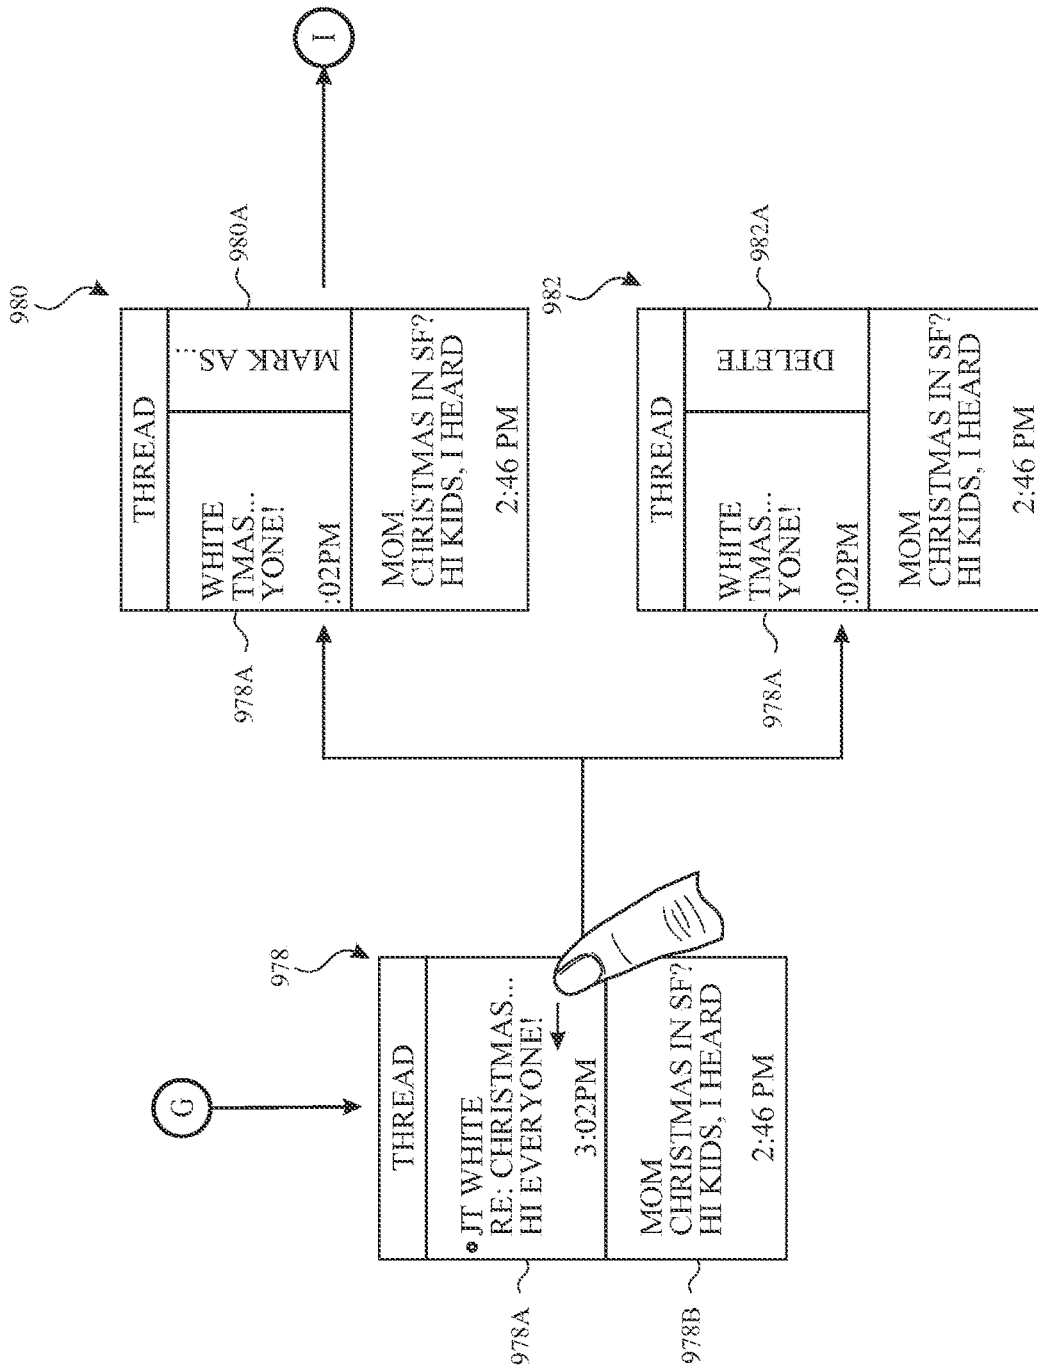 G
978
THREAD
JT WHITE
RE: CHRISTMAS...
HI EVERYONE!
3:02PM
978A
MOM
CHRISTMAS IN SF?
HI KIDS, I HEARD
2:46 PM
978B
980
THREAD
WHITE
TMAS...
YONE!
:02PM
MARK AS...
978A
980A
MOM
CHRISTMAS IN SF?
HI KIDS, I HEARD
2:46 PM
I
982
THREAD
WHITE
TMAS...
YONE!
:02PM
DELETE
978A
982A
MOM
CHRISTMAS IN SF?
HI KIDS, I HEARD
2:46 PM